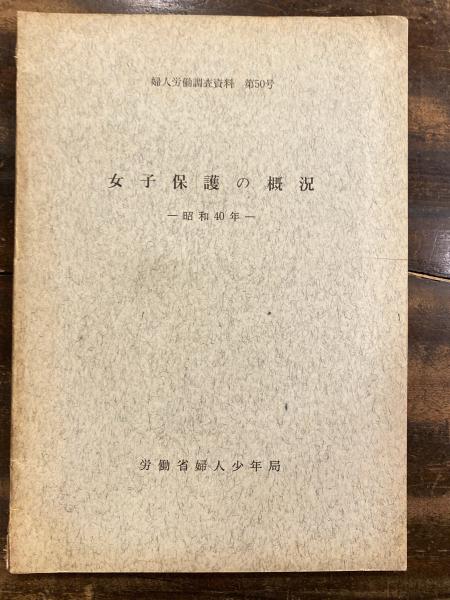 婦人労働調査資料 第50号
女子保護の概況
―昭和40年―
労働省婦人少年局